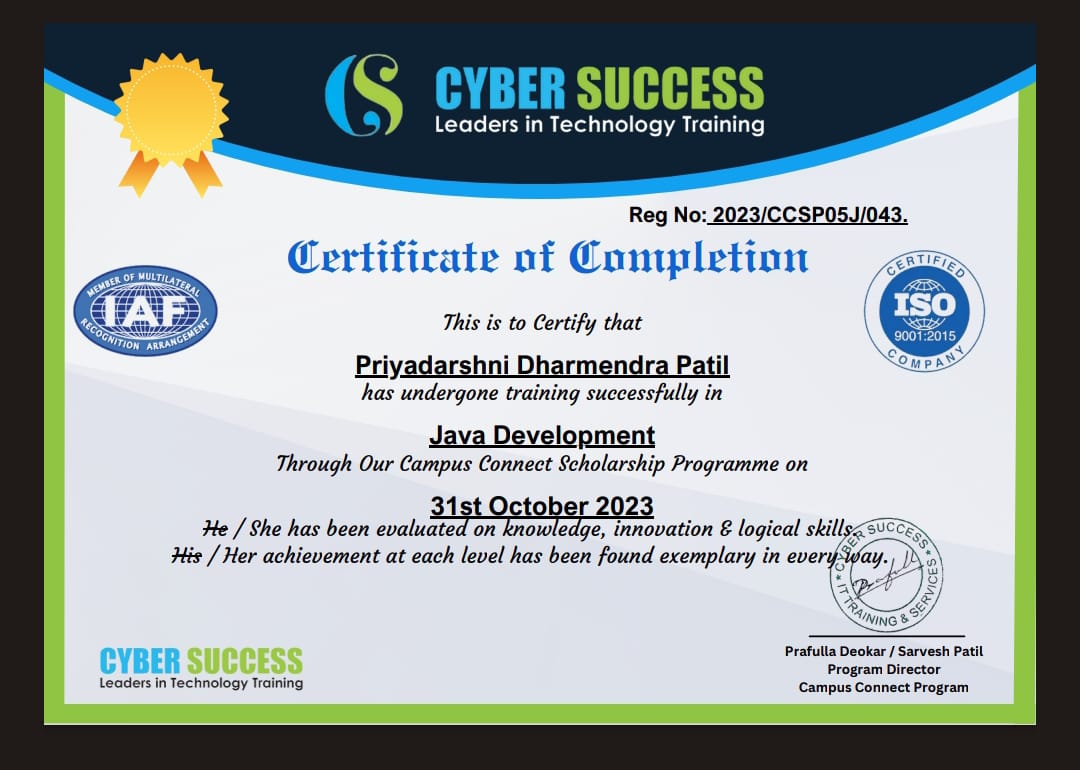 CYBER SUCCESS
Leaders in Technology Training
Reg No: 2023/CCSP05J/043.
Certificate of Completion
MEMBER OF MULTILATERAL
IAF
RECOGNITION ARRANGEMENT
CERTIFIED
ISO
9001:2015
COMPANY
This is to Certify that
Priyadarshni Dharmendra Patil
has undergone training successfully in
Java Development
Through Our Campus Connect Scholarship Programme on
31st October 2023
He / She has been evaluated on knowledge, innovation & logical skills.
His / Her achievement at each level has been found exemplary in every way.
CYBER SUCCESS
IT TRAINING & SERVICES
Prafull
CYBER SUCCESS
Leaders in Technology Training
Prafulla Deokar / Sarvesh Patil
Program Director
Campus Connect Program